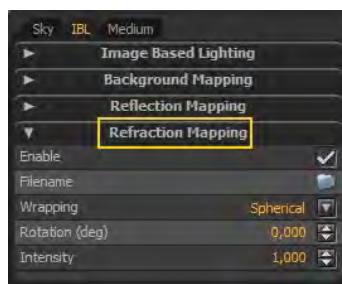 Sky IBL Medium
Image Based Lighting
Background Mapping
Reflection Mapping
Refraction Mapping
Enable
Filename
Wrapping Spherical
Rotation (deg) 0,000
Intensity 1,000